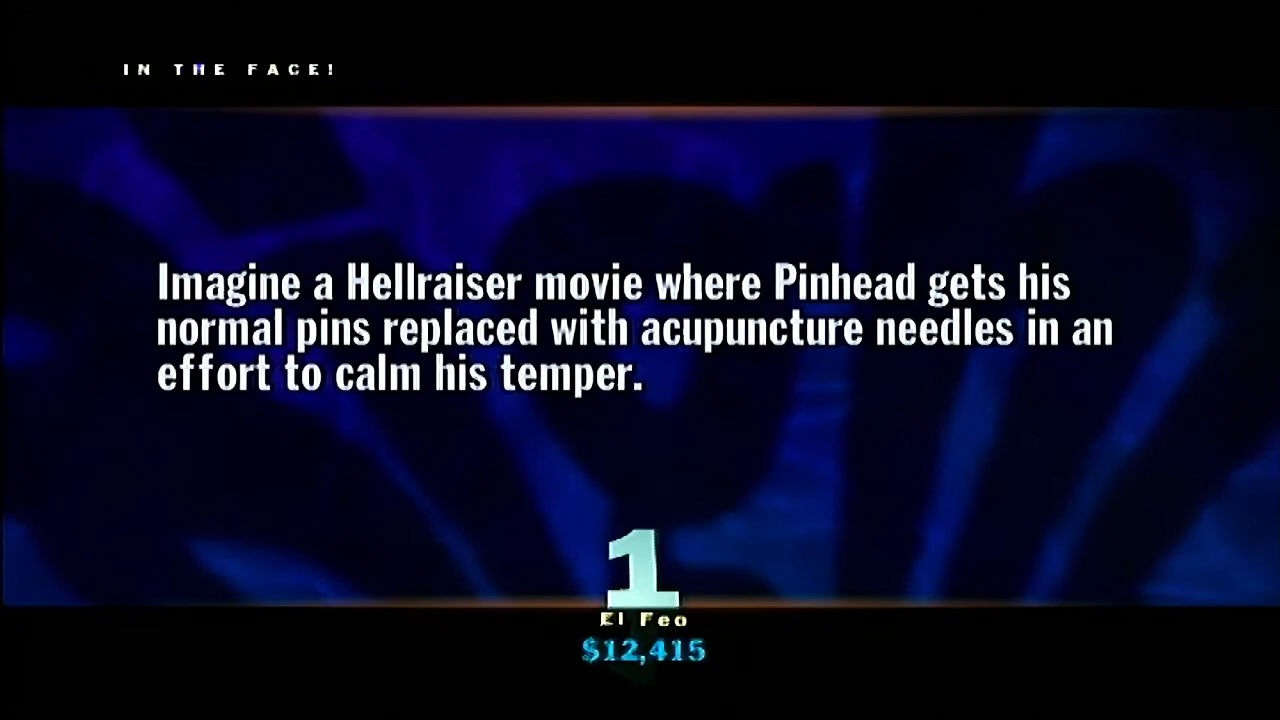 IN THE FACE!
Imagine a Hellraiser movie where Pinhead gets his
normal pins replaced with acupuncture needles in an
effort to calm his temper.
1
El Feo
$12,415